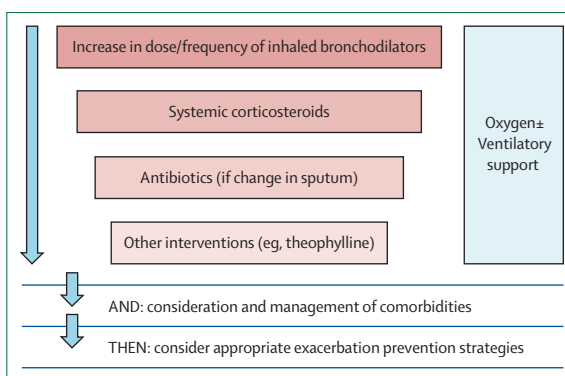 Increase in dose/frequency of inhaled bronchodilators
Systemic corticosteroids
Antibiotics (if change in sputum)
Other interventions (eg, theophylline)
Oxygen±
Ventilatory
support
AND: consideration and management of comorbidities
THEN: consider appropriate exacerbation prevention strategies